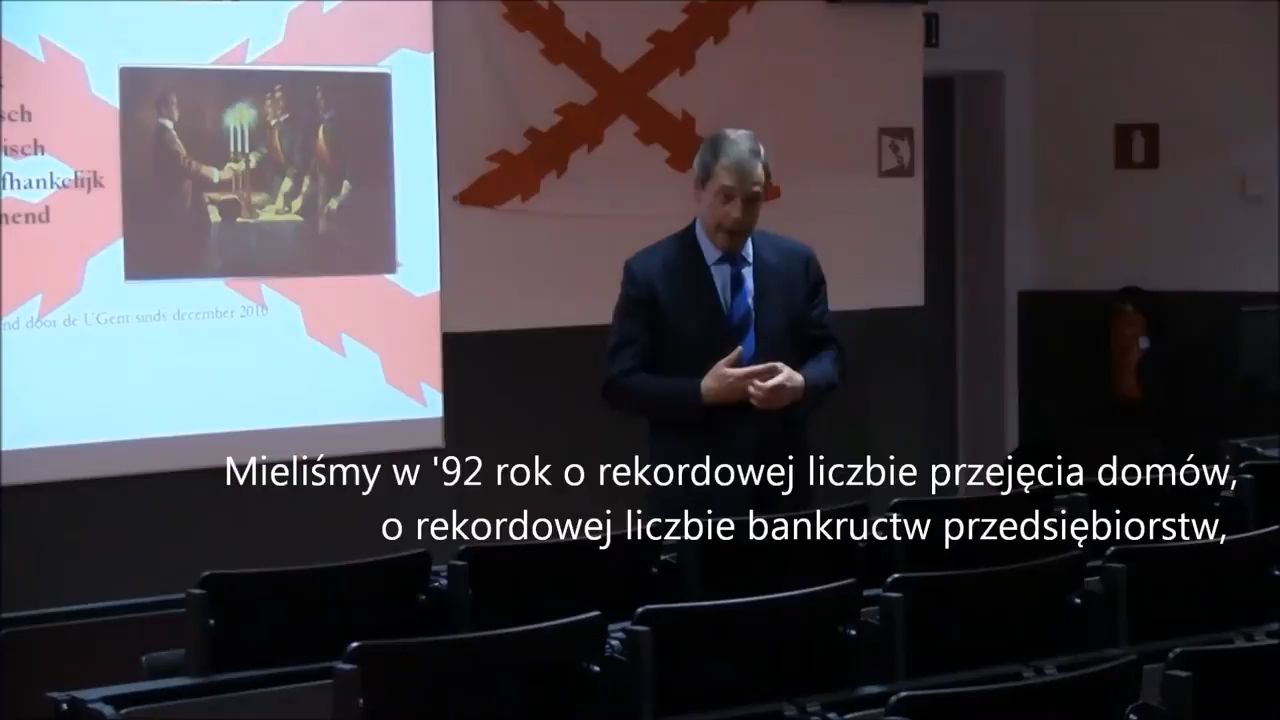 sch
isch
fhankelijk
nend
nd door de UGent sinds december 2010
Mieliśmy w '92 rok o rekordowej liczbie przejęcia domów,
o rekordowej liczbie bankructw przedsiębiorstw,